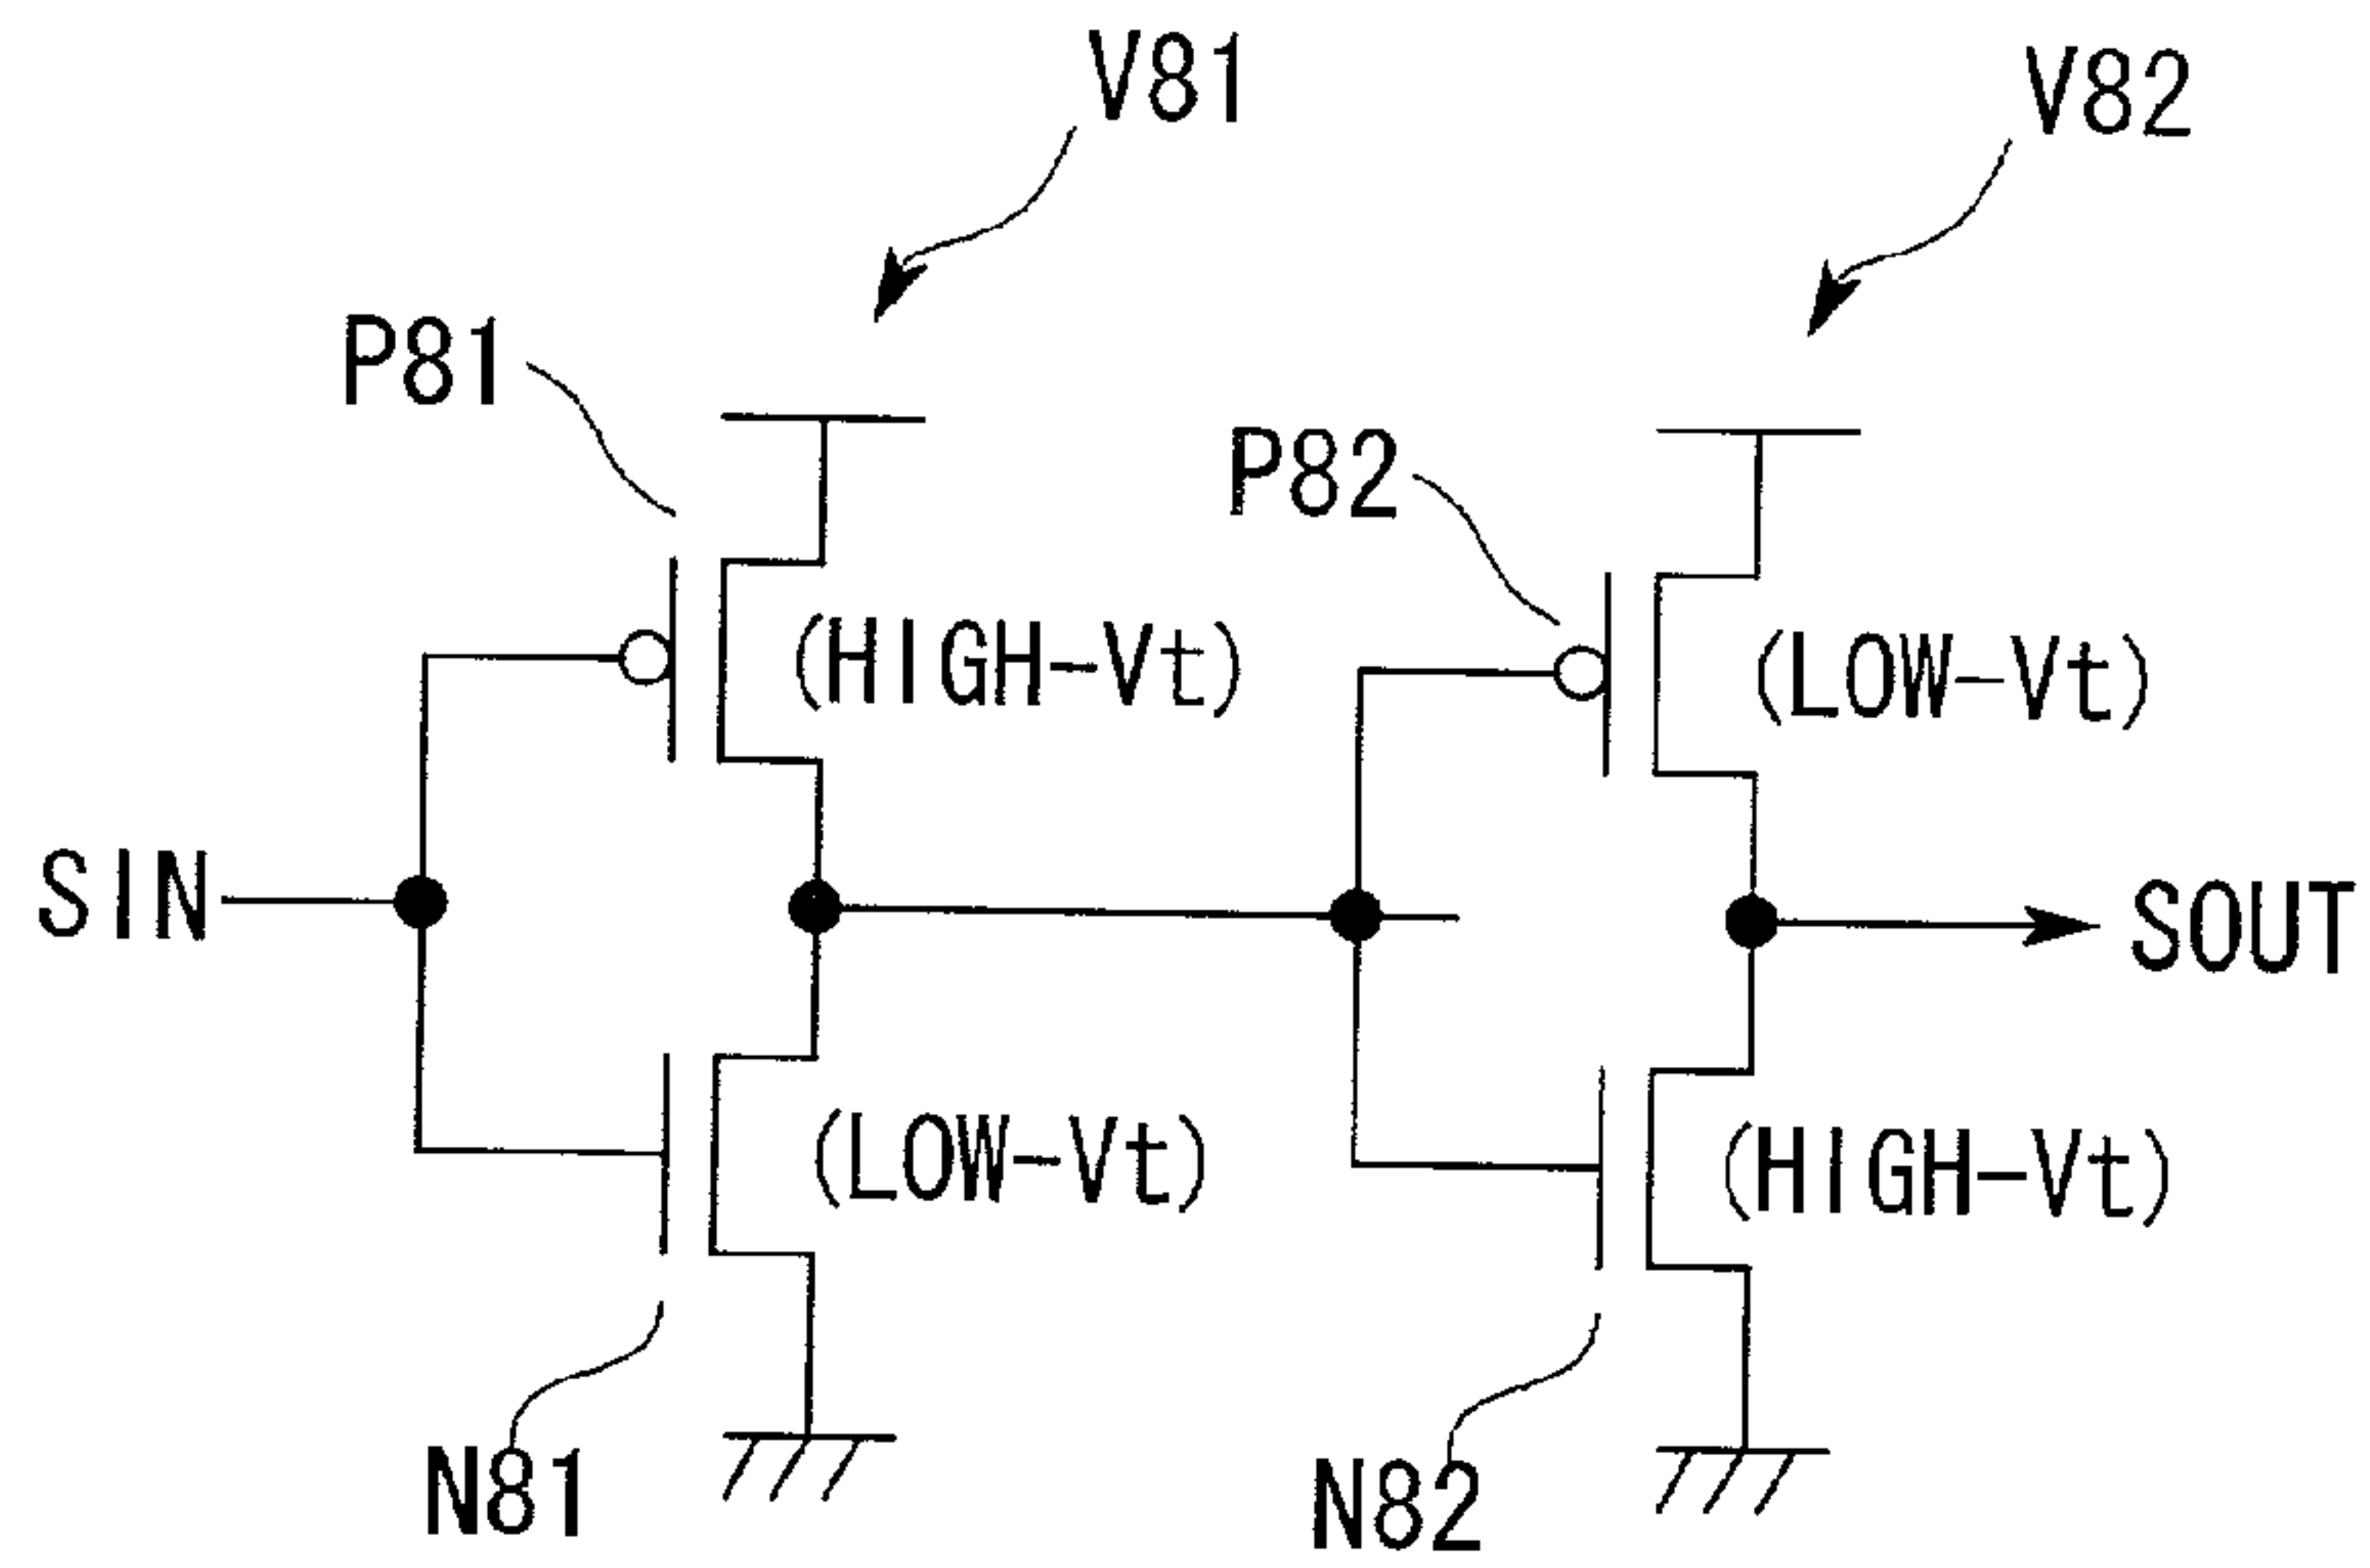 V81
V82
P81
P82
(HIGH-Vt)
(LOW-Vt)
SIN
SOUT
(LOW-Vt)
(HIGH-Vt)
N81
N82